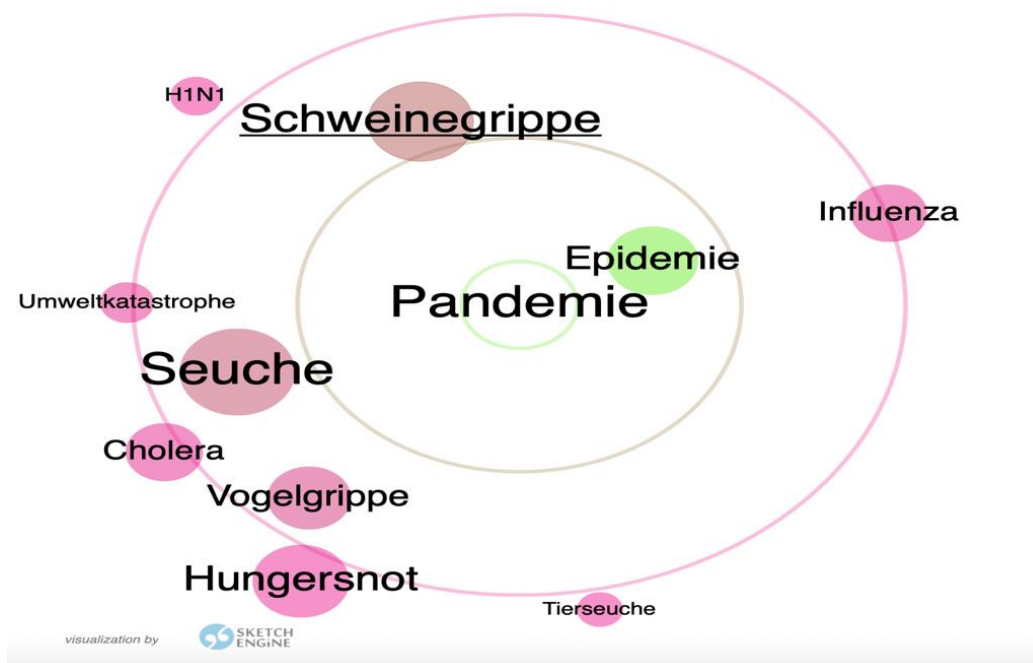 H1N1
Schweinegrippe
Influenza
Epidemie
Pandemie
Umweltkatastrophe
Seuche
Cholera
Vogelgrippe
Hungersnot
Tierseuche
visualization by
SKETCH
ENGINE